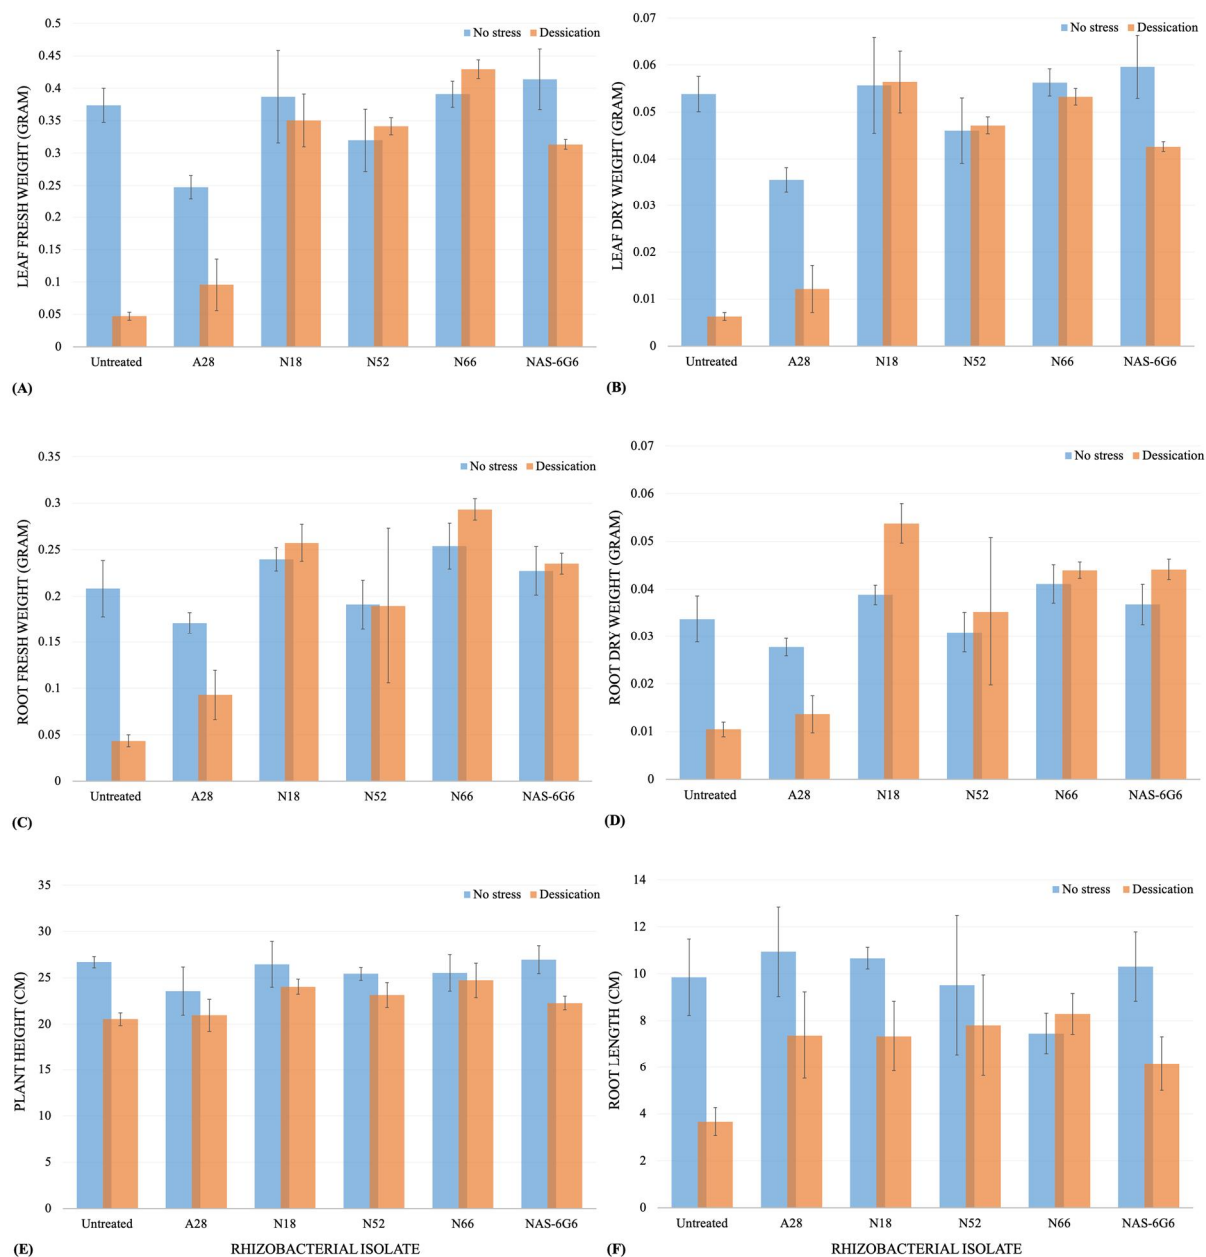 0.5
No stress Dessication
0.45
0.4
0.35
0.3
0.25
0.2
0.15
0.1
0.05
0
LEAF FRESH WEIGHT (GRAM)
Untreated A28 N18 N52 N66 NAS-6G6
(A)
0.07
No stress Dessication
0.06
0.05
0.04
0.03
0.02
0.01
0
LEAF DRY WEIGHT (GRAM)
Untreated A28 N18 N52 N66 NAS-6G6
(B)
0.35
No stress Dessication
0.3
0.25
0.2
0.15
0.1
0.05
0
ROOT FRESH WEIGHT (GRAM)
Untreated A28 N18 N52 N66 NAS-6G6
(C)
0.07
No stress Dessication
0.06
0.05
0.04
0.03
0.02
0.01
0
ROOT DRY WEIGHT (GRAM)
Untreated A28 N18 N52 N66 NAS-6G6
(D)
35
No stress Dessication
30
25
20
15
10
5
0
PLANT HEIGHT (CM)
Untreated A28 N18 N52 N66 NAS-6G6
(E)
RHIZOBACTERIAL ISOLATE
14
No stress Dessication
12
10
8
6
4
2
0
ROOT LENGTH (CM)
Untreated A28 N18 N52 N66 NAS-6G6
(F)
RHIZOBACTERIAL ISOLATE